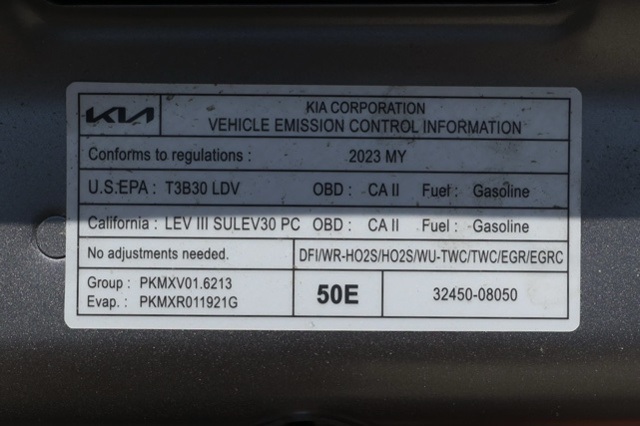 KIA
KIA CORPORATION
VEHICLE EMISSION CONTROL INFORMATION
Conforms to regulations : 2023 MY
U.S.EPA : T3B30 LDV OBD : CA II Fuel : Gasoline
California : LEV III SULEV30 PC OBD : CA II Fuel : Gasoline
No adjustments needed. DFI/WR-HO2S/HO2S/WU-TWC/TWC/EGR/EGRC
Group : PKMXV01.6213
Evap. : PKMXR011921G
50E
32450-08050